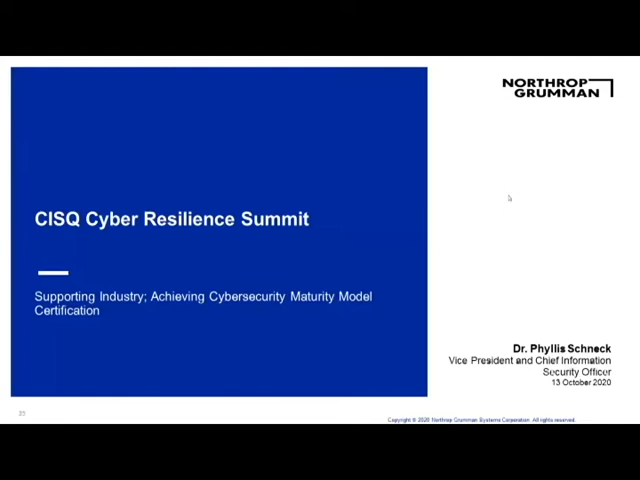 NORTHROP
GRUMMAN
CISQ Cyber Resilience Summit
Supporting Industry; Achieving Cybersecurity Maturity Model
Certification
Dr. Phyllis Schneck
Vice President and Chief Information
Security Officer
13 October 2020
23
Copyright © 2020 Northrop Grumman Systems Corporation. All rights reserved.